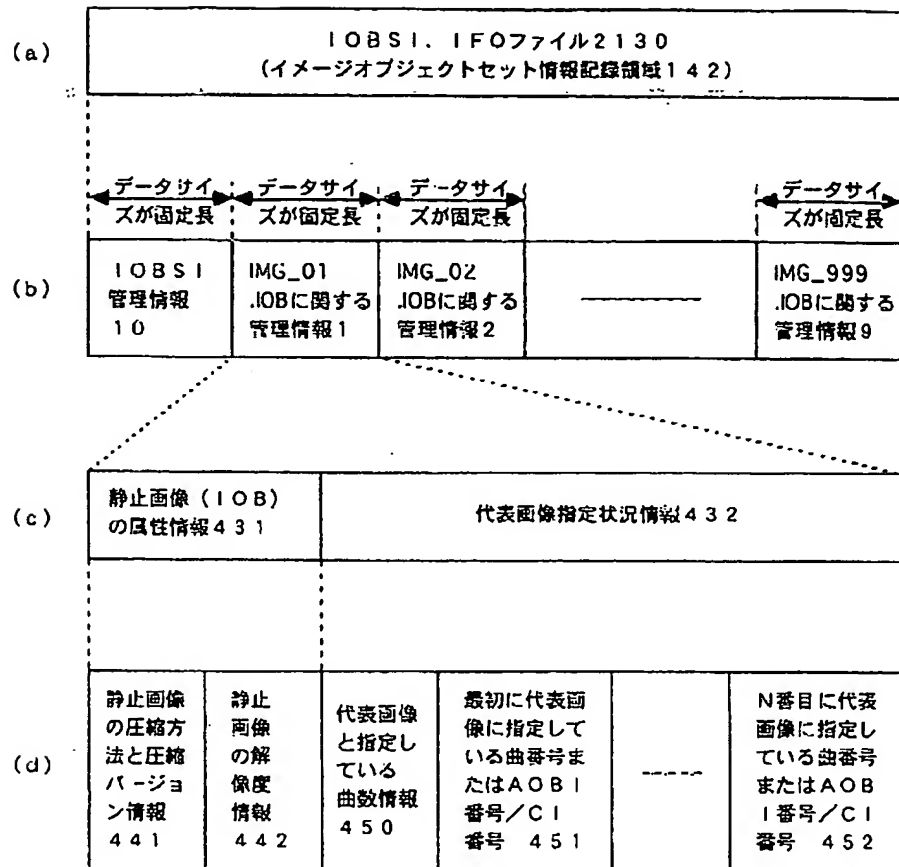 (a)
IOBSI. IFOファイル2130
(イメージオブジェクトセット情報記録領域142)
データサイ
ズが固定長
データサイ
ズが固定長
データサイ
ズが固定長
データサイ
ズが固定長
(b)
IOBSI
管理情報
10
IMG_01
.IOBに関する
管理情報1
IMG_02
.IOBに関する
管理情報2
IMG_999
.IOBに関する
管理情報9
(c)
静止画像(IOB)
の属性情報431
代表画像指定状況情報432
(d)
静止画像
の圧縮方
法と圧縮
バージョ
ン情報
441
静止
画像
の解
像度
情報
442
代表画像
と指定し
ている
曲数情報
450
最初に代表画
像に指定して
いる曲番号ま
たはAOBI
番号/CI
番号 451
N番目に代表
画像に指定し
ている曲番号
またはAOB
I番号/CI
番号 452